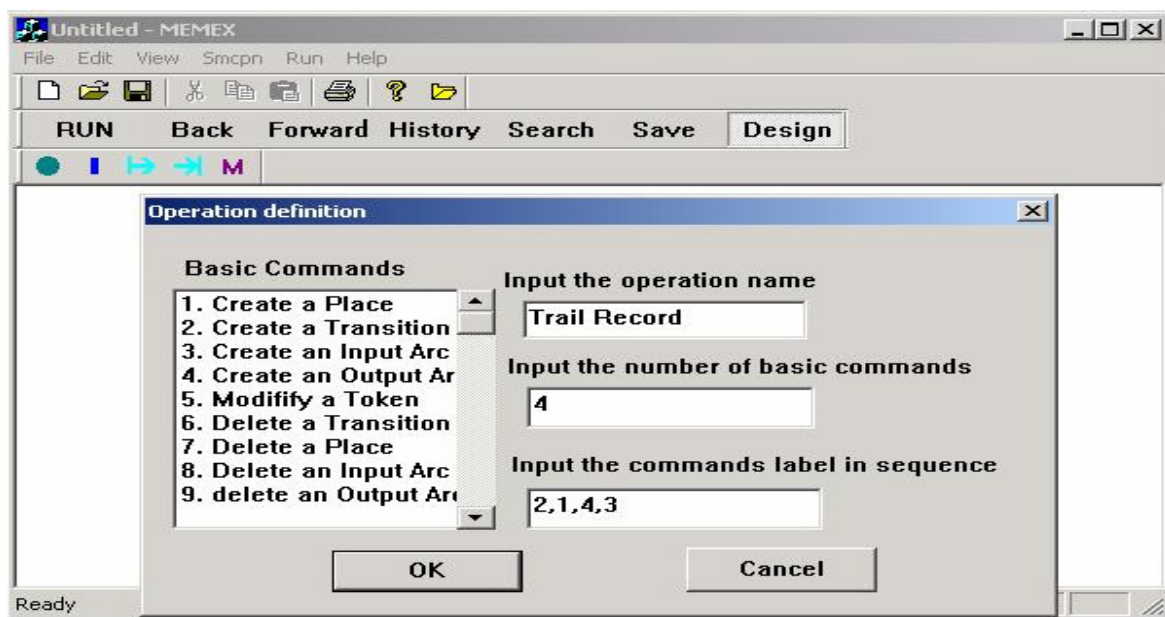 Untitled - MEMEX
File Edit View Smcpn Run Help
RUN Back Forward History Search Save Design
M
Operation definition
Basic Commands
1. Create a Place
2. Create a Transition
3. Create an Input Arc
4. Create an Output Ar
5. Modifify a Token
6. Delete a Transition
7. Delete a Place
8. Delete an Input Arc
9. delete an Output Arc
Input the operation name
Trail Record
Input the number of basic commands
4
Input the commands label in sequence
2,1,4,3
OK Cancel
Ready